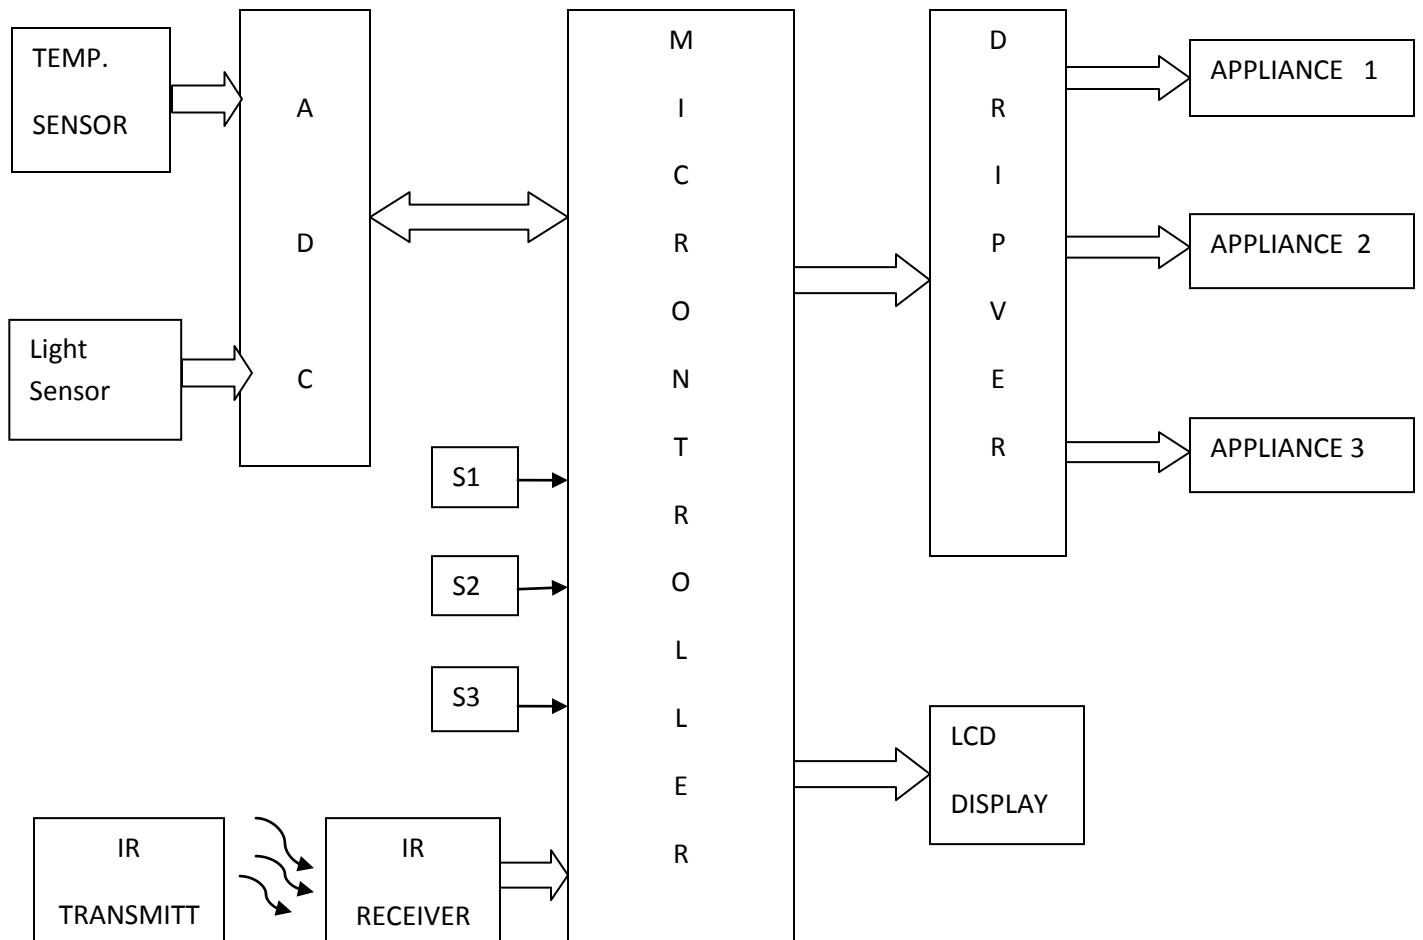 TEMP.
SENSOR
Light
Sensor
A
D
C
S1
S2
S3
IR
TRANSMITT
IR
RECEIVER
M
I
C
R
O
N
T
R
O
L
L
E
R
D
R
I
P
V
E
R
APPLIANCE 1
APPLIANCE 2
APPLIANCE 3
LCD
DISPLAY